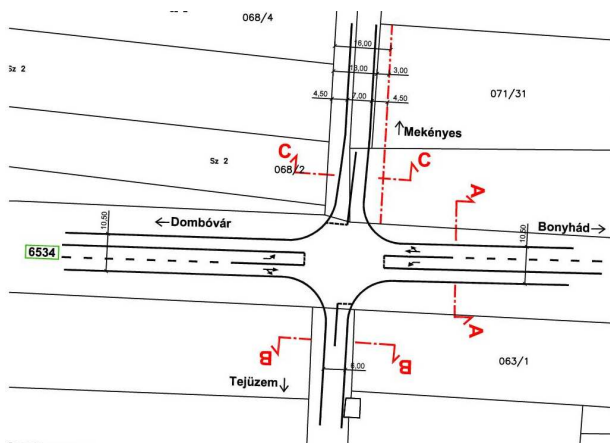 068/4
Sz 2
16,00
13,00
3,00
4,50
7,00
4,50
071/31
↑Mekényes
Sz 2
068/2
C
C
A
←Dombóvár
Bonyhád→
10,50
10,50
6534
A
B
B
063/1
6,00
Tejüzem↓